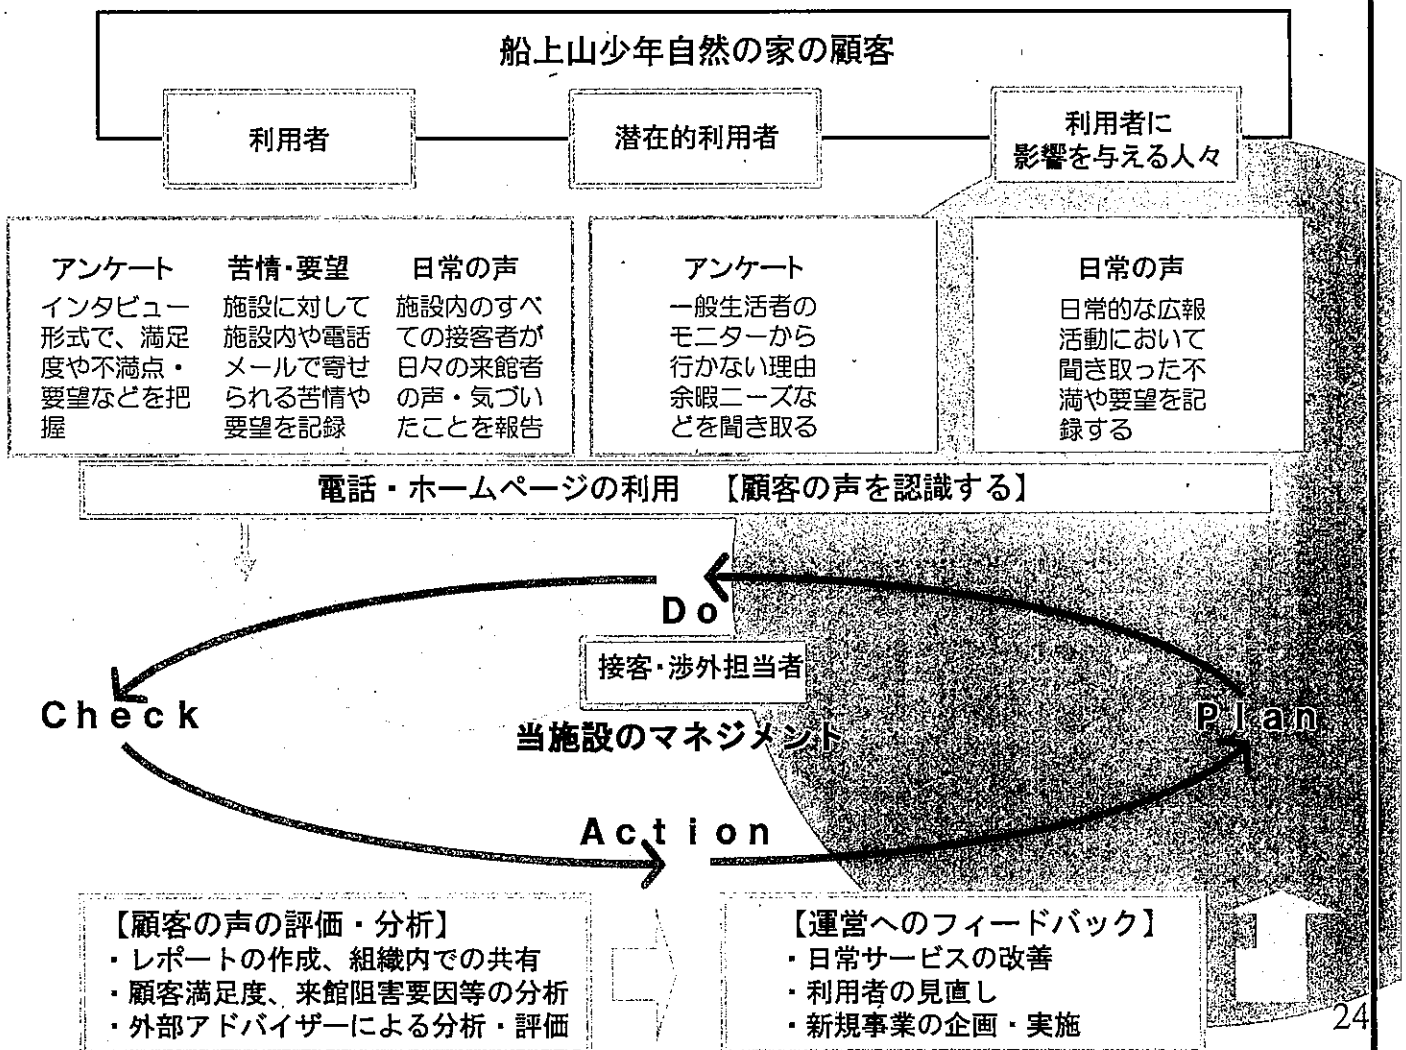 船上山少年自然の家の顧客
利用者
潜在的利用者
利用者に
影響を与える人々
アンケート
インタビュー
形式で、満足
度や不満点・
要望などを把
握
苦情・要望
施設に対して
施設内や電話
メールで寄せ
られる苦情や
要望を記録
日常の声
施設内のすべ
ての接客者が
日々の来館者
の声・気づい
たことを報告
アンケート
一般生活者の
モニターから
行かない理由
余暇ニーズな
どを聞き取る
日常の声
日常的な広報
活動において
聞き取った不
満や要望を記
録する
電話・ホームページの利用 【顧客の声を認識する】
Do
接客・渉外担当者
Check
Plan
当施設のマネジメント
Action
【顧客の声の評価・分析】
・レポートの作成、組織内での共有
・顧客満足度、来館阻害要因等の分析
・外部アドバイザーによる分析・評価
【運営へのフィードバック】
・日常サービスの改善
・利用者の見直し
・新規事業の企画・実施
24